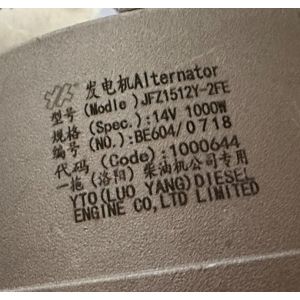 发电机Alternator
型号(Modle)JFZ1512Y-2FE
规格(Spec.):14V 1000W
编号(NO.):BE604/0718
代码(Code):1000644
一拖(洛阳)柴油机公司专用
YTO(LUO YANG)DIESEL
ENGINE CO,LTD LIMITED